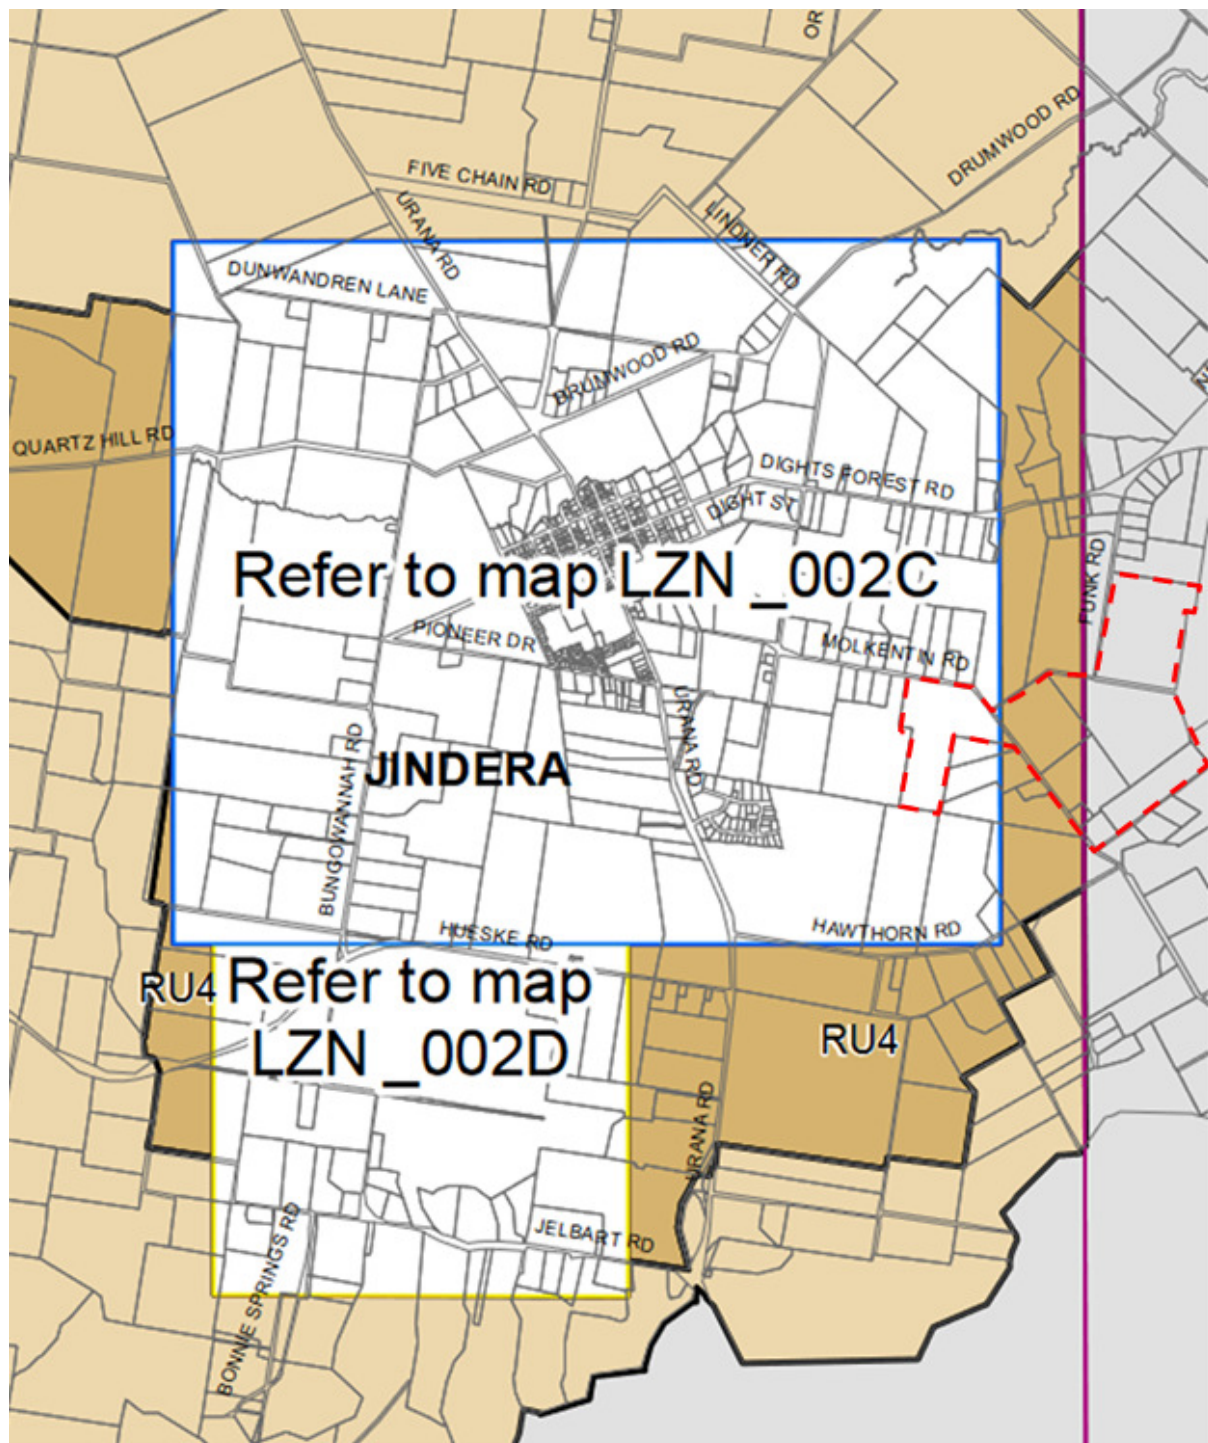 OR
DRUMWOOD RD
FIVE CHAIN RD
URANA RD
LINDNER RD
DUNWANDREN LANE
BRUMWOOD RD
QUARTZ HILL RD
DIGHTS FOREST RD
DIGHT ST
Refer to map LZN _002C
FUNK RD
PIONEER DR
MOLKENTIN RD
URANA RD
JINDERA
BUNGOWANNAH RD
HUESKE RD
HAWTHORN RD
RU4
Refer to map
LZN _002D
RU4
URANA RD
JELBART RD
BONNIE SPRINGS RD